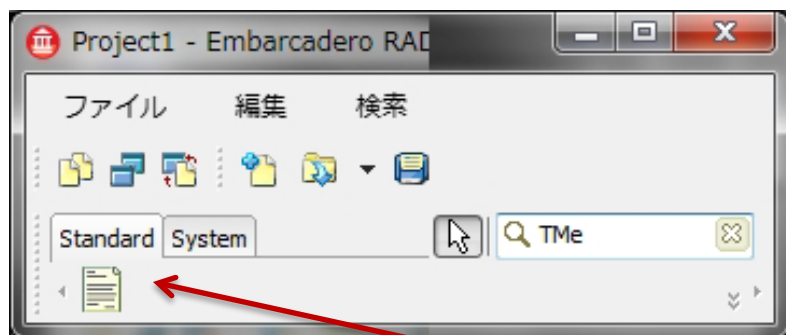 Project1 - Embarcadero RAD
ファイル 編集 検索
Standard System TMe